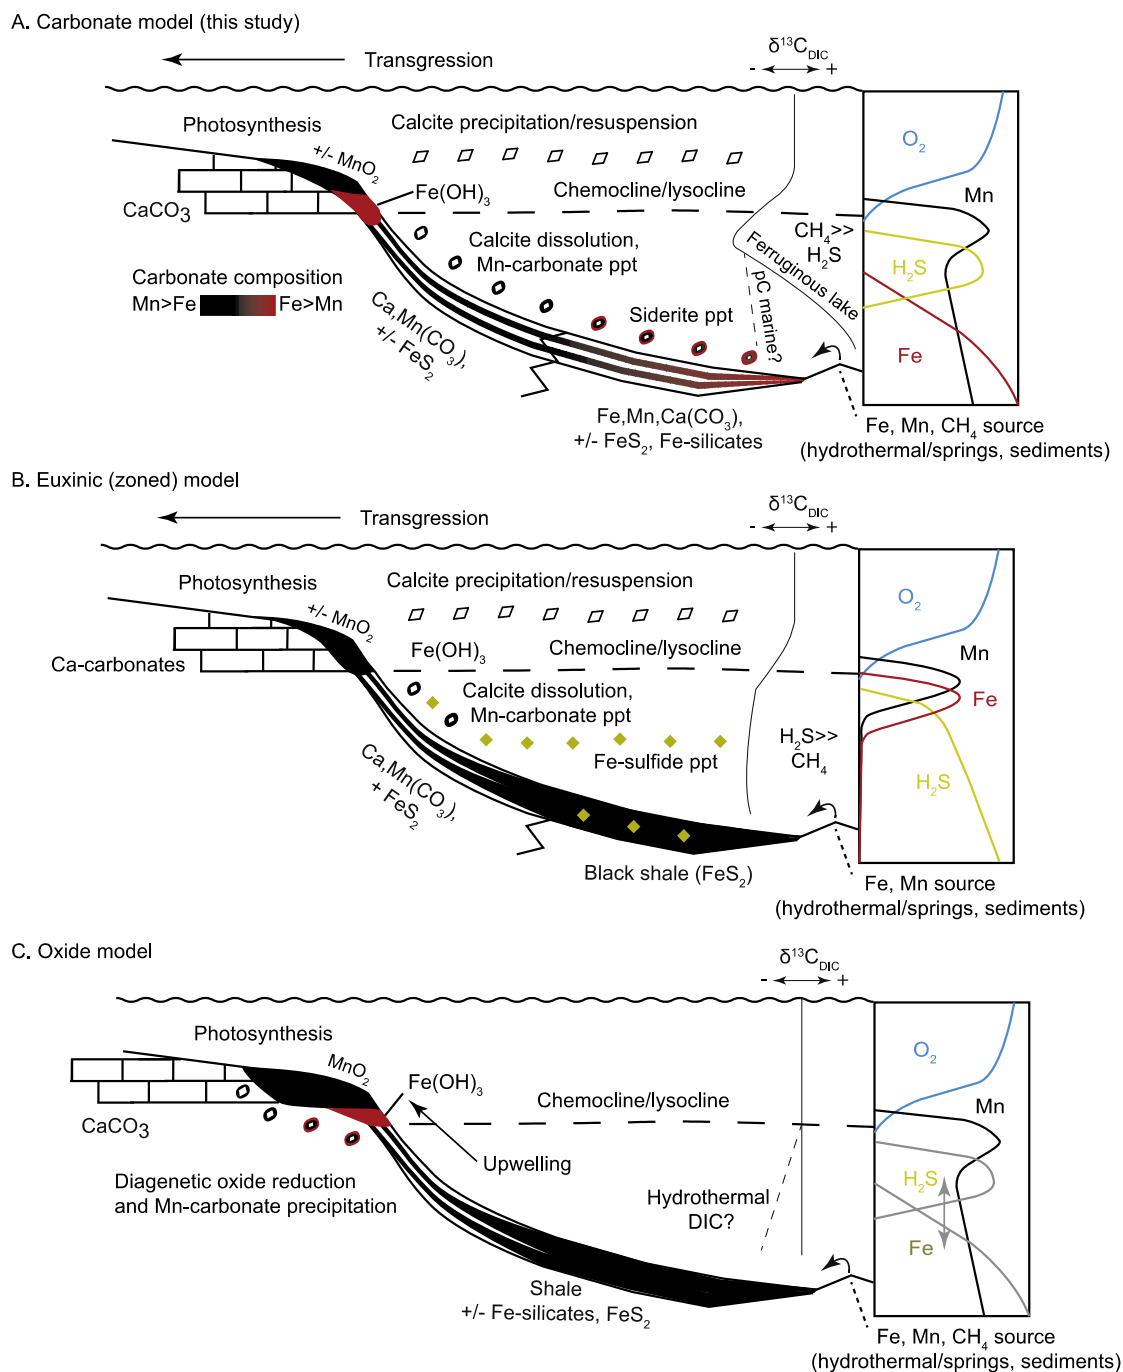 A. Carbonate model (this study)
δ¹³C_DIC
- +
Transgression
Photosynthesis
+/- MnO₂
Calcite precipitation/resuspension
O₂
Fe(OH)₃
Chemocline/lysocline
Mn
CaCO₃
CH₄>>
H₂S
Calcite dissolution,
Mn-carbonate ppt
H₂S
Ferruginous lake
pC marine?
Carbonate composition
Mn>Fe Fe>Mn
Siderite ppt
Ca,Mn(CO₃),
+/- FeS₂
Fe
Fe,Mn,Ca(CO₃),
+/- FeS₂, Fe-silicates
Fe, Mn, CH₄ source
(hydrothermal/springs, sediments)
B. Euxinic (zoned) model
δ¹³C_DIC
- +
Transgression
Photosynthesis
+/- MnO₂
Calcite precipitation/resuspension
O₂
Ca-carbonates
Fe(OH)₃
Chemocline/lysocline
Mn
Fe
Calcite dissolution,
Mn-carbonate ppt
H₂S>>
CH₄
Fe-sulfide ppt
H₂S
Ca,Mn(CO₃),
+ FeS₂
Black shale (FeS₂)
Fe, Mn source
(hydrothermal/springs, sediments)
C. Oxide model
δ¹³C_DIC
- +
Photosynthesis
MnO₂
O₂
Fe(OH)₃
Chemocline/lysocline
Mn
CaCO₃
Upwelling
Diagenetic oxide reduction
and Mn-carbonate precipitation
Hydrothermal
DIC?
H₂S
Fe
Shale
+/- Fe-silicates, FeS₂
Fe, Mn, CH₄ source
(hydrothermal/springs, sediments)